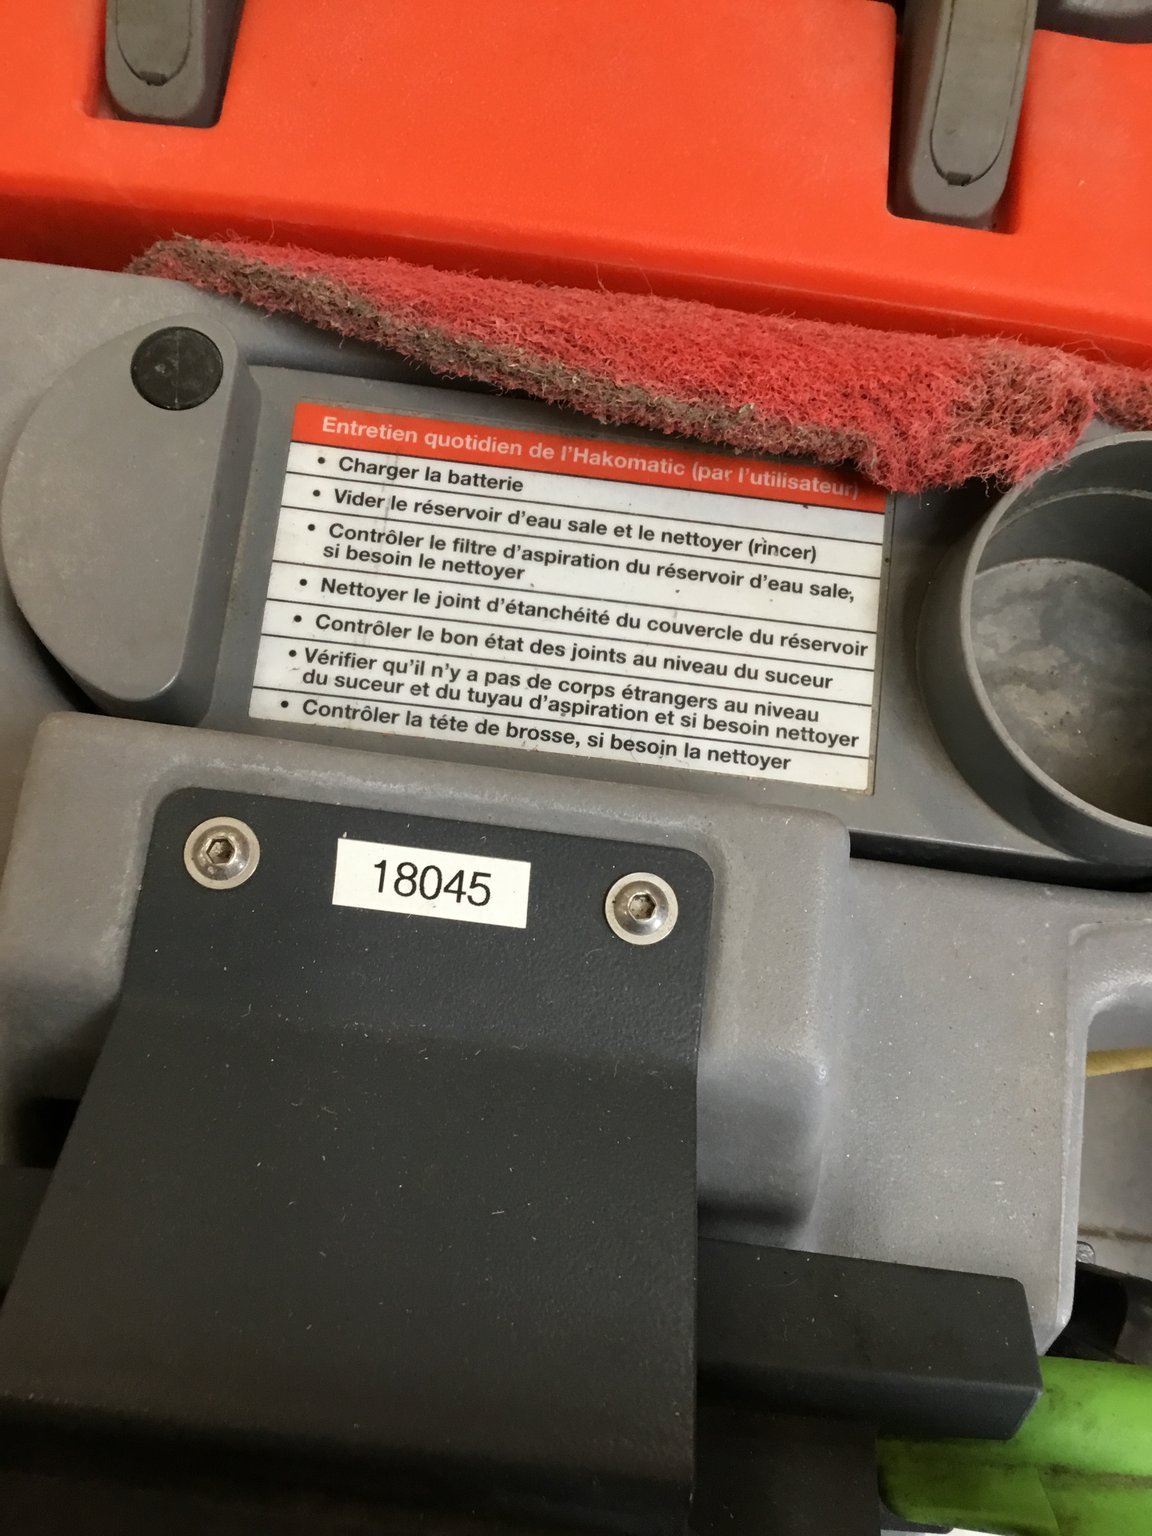 Entretien quotidien de l'Hakomatic (par l'utilisateur)
• Charger la batterie
• Vider le réservoir d'eau sale et le nettoyer (rincer)
• Contrôler le filtre d'aspiration du réservoir d'eau sale,
si besoin le nettoyer
• Nettoyer le joint d'étanchéité du couvercle du réservoir
• Contrôler le bon état des joints au niveau du suceur
• Vérifier qu'il n'y a pas de corps étrangers au niveau
du suceur et du tuyau d'aspiration et si besoin nettoyer
• Contrôler la téte de brosse, si besoin la nettoyer
18045